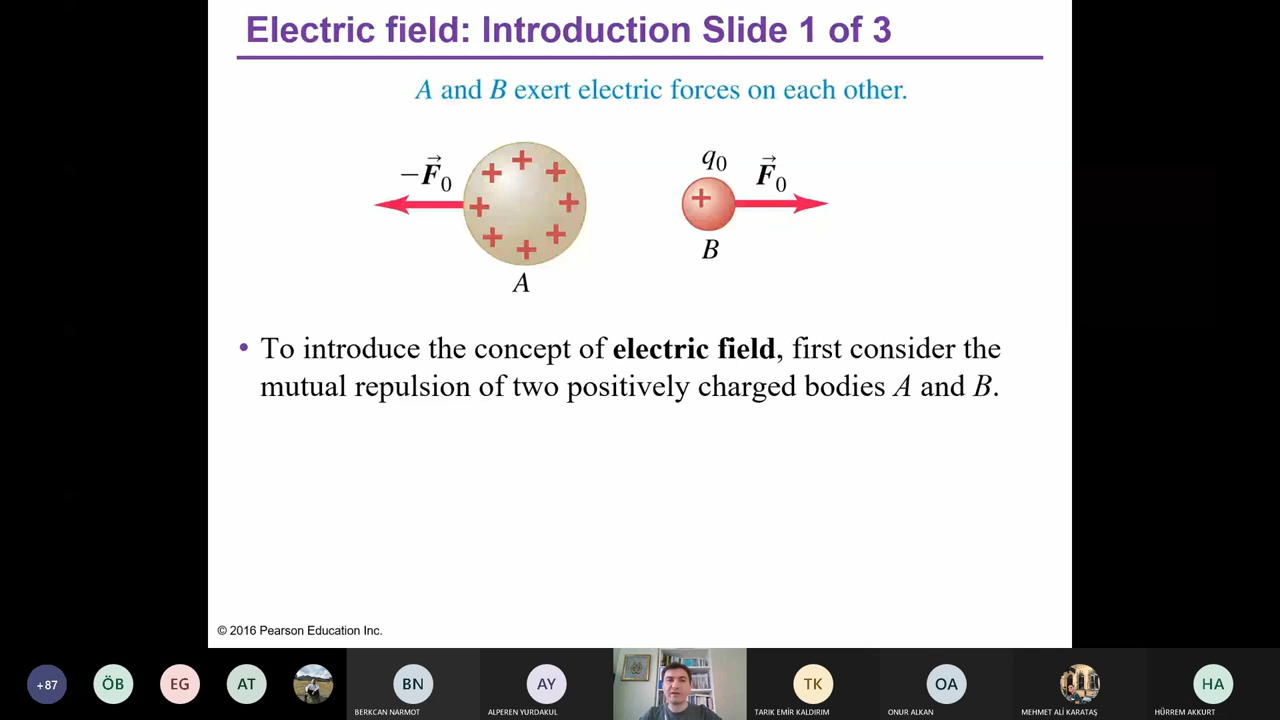 Electric field: Introduction Slide 1 of 3
A and B exert electric forces on each other.
−F⃗0
q0
F⃗0
+ + + + + + + +
+
B
A
• To introduce the concept of electric field, first consider the
mutual repulsion of two positively charged bodies A and B.
© 2016 Pearson Education Inc.
+87
ÖB
EG
AT
BN
AY
TK
OA
HA
BERKCAN NARMOT
ALPEREN YURDAKUL
TARIK EMİR KALDIRIM
ONUR ALKAN
MEHMET ALİ KARATAŞ
HÜRREM AKKURT